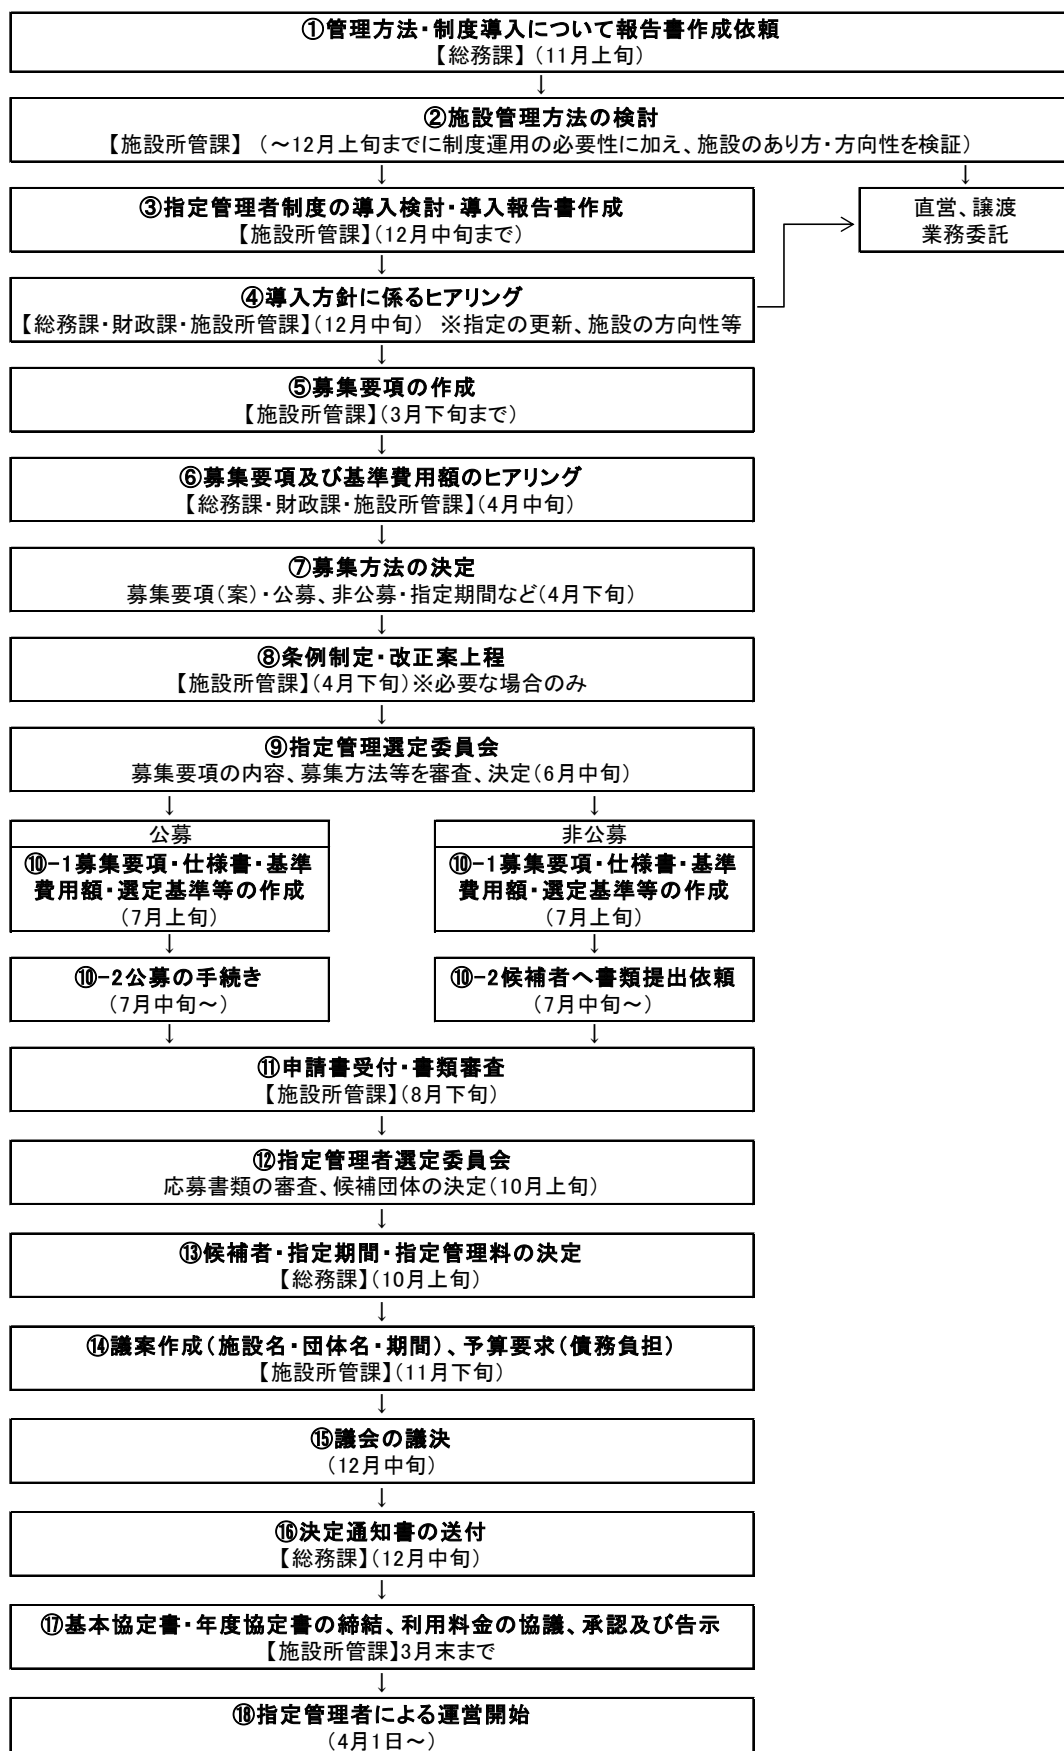 ①管理方法・制度導入について報告書作成依頼
【総務課】（11月上旬）
↓
②施設管理方法の検討
【施設所管課】（～12月上旬までに制度運用の必要性に加え、施設のあり方・方向性を検証）
↓
↓
③指定管理者制度の導入検討・導入報告書作成
【施設所管課】（12月中旬まで）
直営、譲渡
業務委託
↓
④導入方針に係るヒアリング
【総務課・財政課・施設所管課】（12月中旬）　※指定の更新、施設の方向性等
↓
⑤募集要項の作成
【施設所管課】（3月下旬まで）
↓
⑥募集要項及び基準費用額のヒアリング
【総務課・財政課・施設所管課】（4月中旬）
↓
⑦募集方法の決定
募集要項（案）・公募、非公募・指定期間など（4月下旬）
↓
⑧条例制定・改正案上程
【施設所管課】（4月下旬）※必要な場合のみ
↓
⑨指定管理選定委員会
募集要項の内容、募集方法等を審査、決定（6月中旬）
↓
↓
公募
⑩-1募集要項・仕様書・基準
費用額・選定基準等の作成
（7月上旬）
↓
⑩-2公募の手続き
（7月中旬～）
↓
非公募
⑩-1募集要項・仕様書・基準
費用額・選定基準等の作成
（7月上旬）
↓
⑩-2候補者へ書類提出依頼
（7月中旬～）
↓
⑪申請書受付・書類審査
【施設所管課】（8月下旬）
↓
⑫指定管理者選定委員会
応募書類の審査、候補団体の決定（10月上旬）
↓
⑬候補者・指定期間・指定管理料の決定
【総務課】（10月上旬）
↓
⑭議案作成（施設名・団体名・期間）、予算要求（債務負担）
【施設所管課】（11月下旬）
↓
⑮議会の議決
（12月中旬）
↓
⑯決定通知書の送付
【総務課】（12月中旬）
↓
⑰基本協定書・年度協定書の締結、利用料金の協議、承認及び告示
【施設所管課】3月末まで
↓
⑱指定管理者による運営開始
（4月1日～）